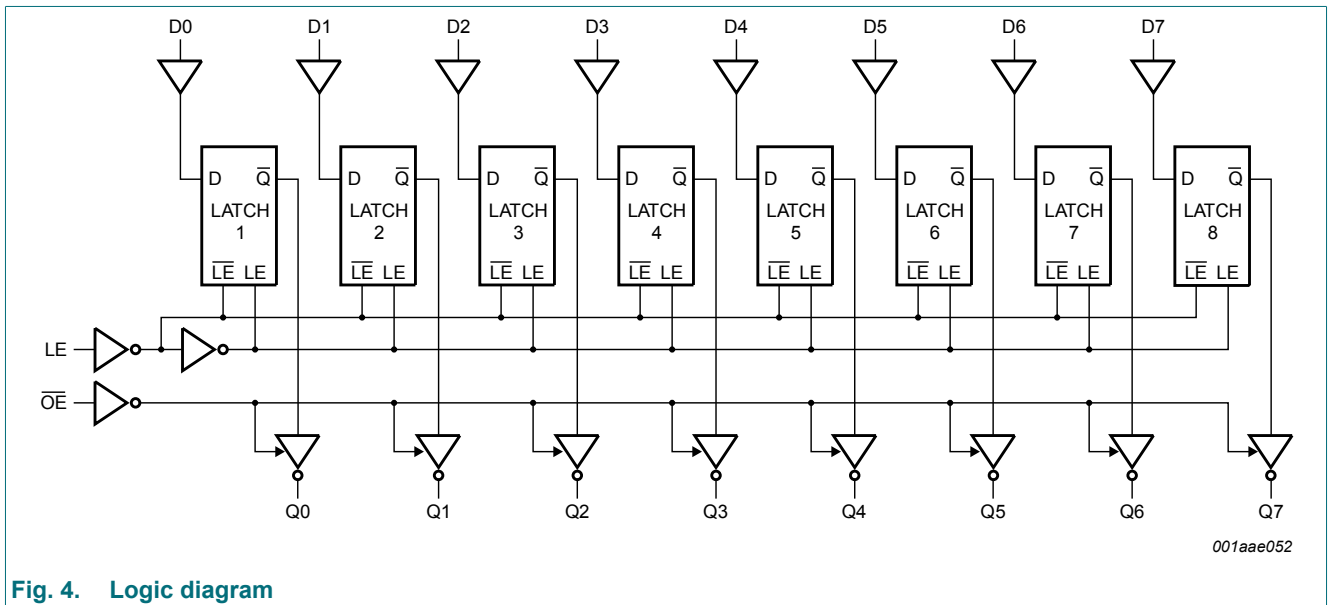 D0 D1 D2 D3 D4 D5 D6 D7
D Q̅ D Q̅ D Q̅ D Q̅ D Q̅ D Q̅ D Q̅ D Q̅
LATCH LATCH LATCH LATCH LATCH LATCH LATCH LATCH
1 2 3 4 5 6 7 8
L̅E̅ LE L̅E̅ LE L̅E̅ LE L̅E̅ LE L̅E̅ LE L̅E̅ LE L̅E̅ LE L̅E̅ LE
LE
O̅E̅
Q0 Q1 Q2 Q3 Q4 Q5 Q6 Q7
001aae052
Fig. 4. Logic diagram